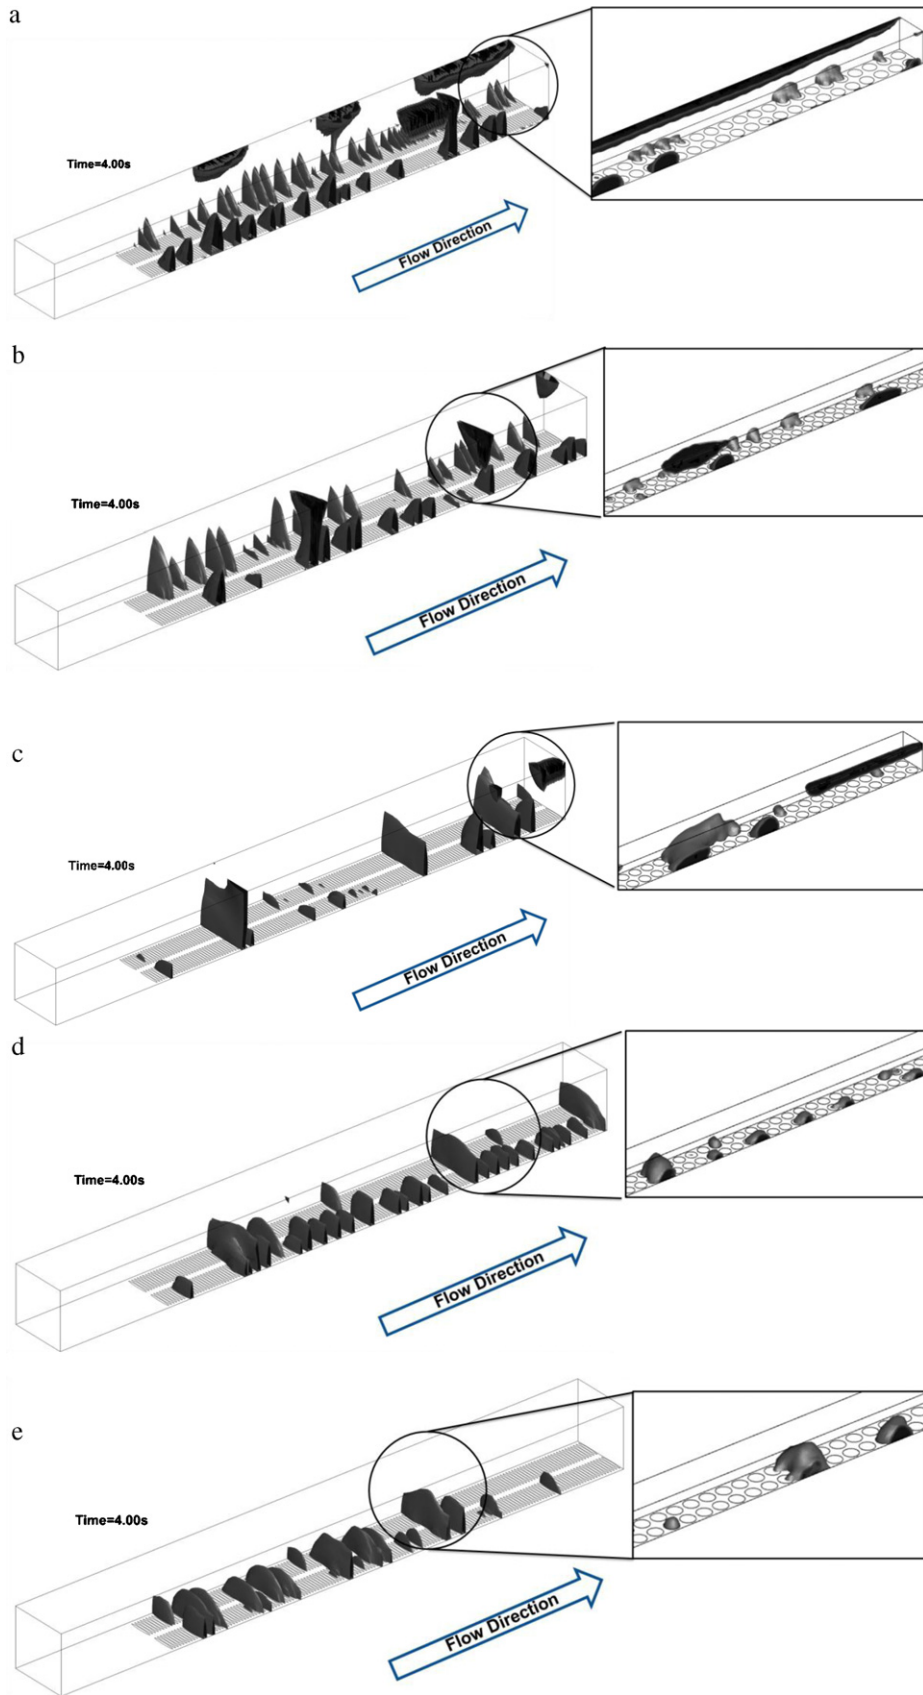 a
Time=4.00s
Flow Direction
b
Time=4.00s
Flow Direction
c
Time=4.00s
Flow Direction
d
Time=4.00s
Flow Direction
e
Time=4.00s
Flow Direction